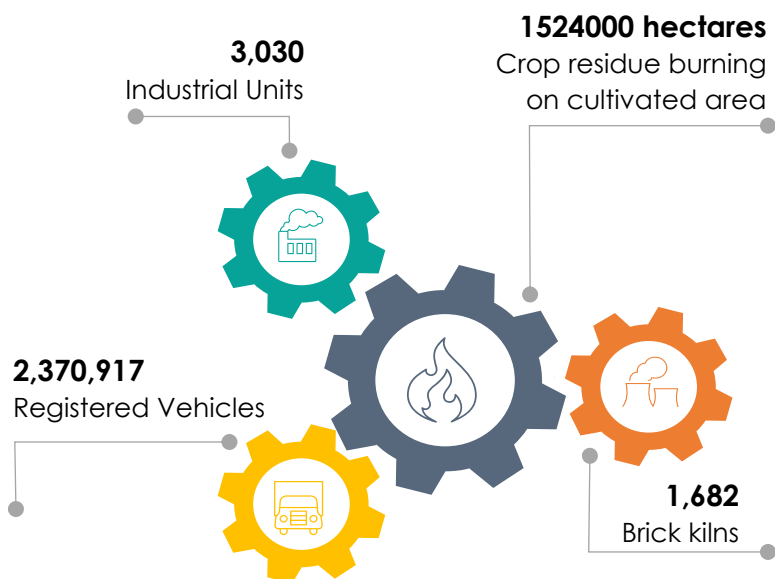 3,030
Industrial Units
1524000 hectares
Crop residue burning
on cultivated area
2,370,917
Registered Vehicles
1,682
Brick kilns